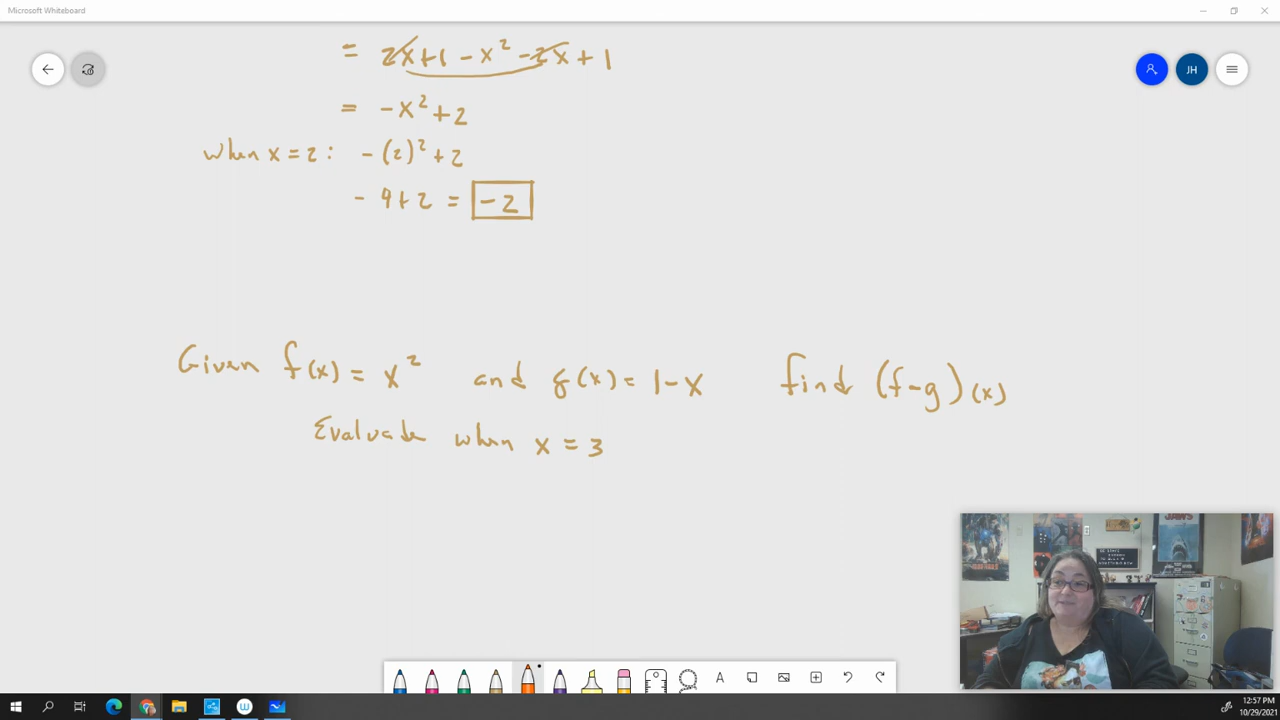 Microsoft Whiteboard
= 2x + 1 - x² - 2x + 1
= -x² + 2
JH
when x = 2 : -(2)² + 2
- 4 + 2 = -2
Given f(x) = x² and g(x) = 1 - x find (f-g)(x)
Evaluate when x = 3
JAWS
A
12:57 PM
10/29/2021